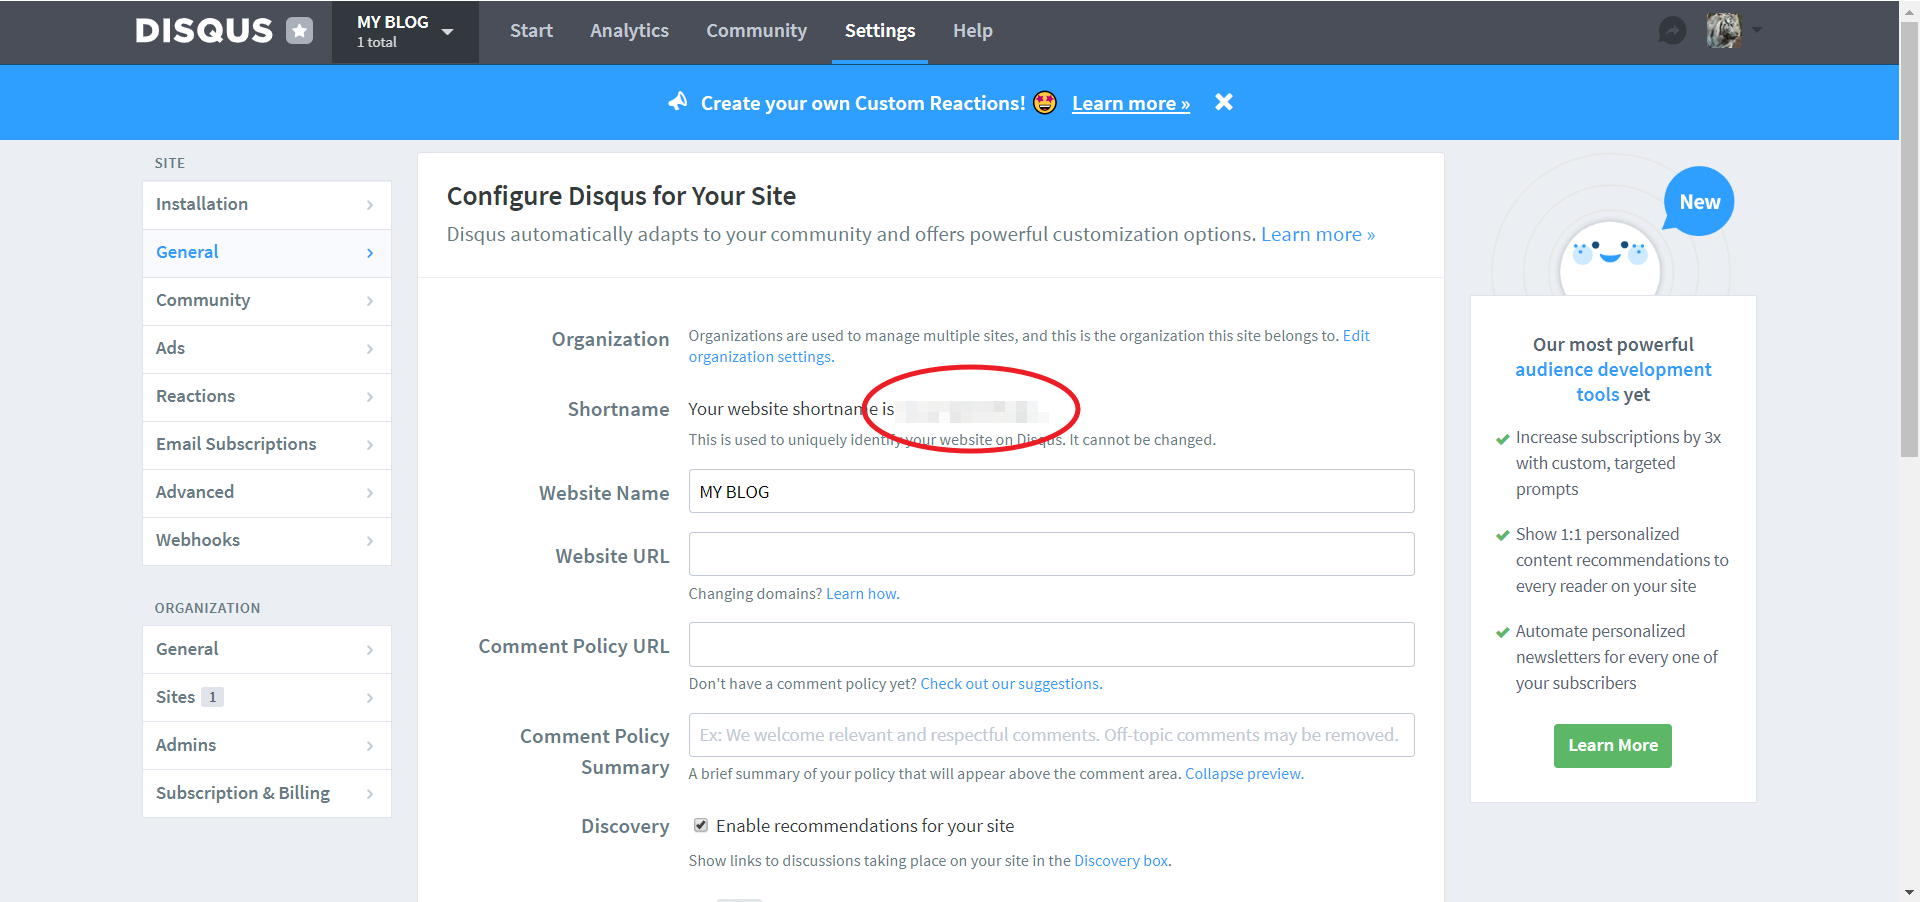 DISQUS
MY BLOG
1 total
Start
Analytics
Community
Settings
Help
Create your own Custom Reactions!
Learn more »
SITE
Installation
General
Community
Ads
Reactions
Email Subscriptions
Advanced
Webhooks
ORGANIZATION
General
Sites 1
Admins
Subscription & Billing
Configure Disqus for Your Site
Disqus automatically adapts to your community and offers powerful customization options. Learn more »
Organization
Organizations are used to manage multiple sites, and this is the organization this site belongs to. Edit
organization settings.
Shortname
Your website shortname is
This is used to uniquely identify your website on Disqus. It cannot be changed.
Website Name
MY BLOG
Website URL
Changing domains? Learn how.
Comment Policy URL
Don't have a comment policy yet? Check out our suggestions.
Comment Policy
Summary
Ex: We welcome relevant and respectful comments. Off-topic comments may be removed.
A brief summary of your policy that will appear above the comment area. Collapse preview.
Discovery
Enable recommendations for your site
Show links to discussions taking place on your site in the Discovery box.
New
Our most powerful
audience development
tools yet
Increase subscriptions by 3x
with custom, targeted
prompts
Show 1:1 personalized
content recommendations to
every reader on your site
Automate personalized
newsletters for every one of
your subscribers
Learn More